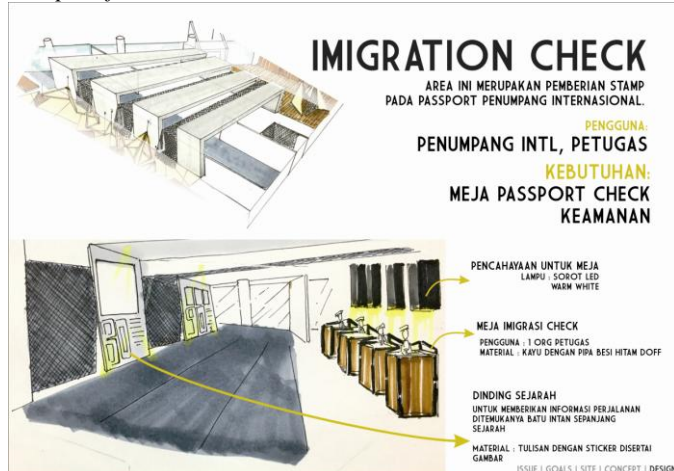 IMIGRATION CHECK
AREA INI MERUPAKAN PEMBERIAN STAMP
PADA PASSPORT PENUMPANG INTERNASIONAL.
PENGGUNA:
PENUMPANG INTL, PETUGAS
KEBUTUHAN:
MEJA PASSPORT CHECK
KEAMANAN
PENCAHAYAAN UNTUK MEJA
LAMPU : SOROT LED
WARM WHITE
MEJA IMIGRASI CHECK
PENGGUNA : 1 ORG PETUGAS
MATERIAL : KAYU DENGAN PIPA BESI HITAM DOFF
DINDING SEJARAH
UNTUK MEMBERIKAN INFORMASI PERJALANAN
DITEMUKANYA BATU INTAN SEPANJANG
SEJARAH
MATERIAL : TULISAN DENGAN STICKER DISERTAI
GAMBAR
ISSUE | GOALS | SITE | CONCEPT | DESIGN